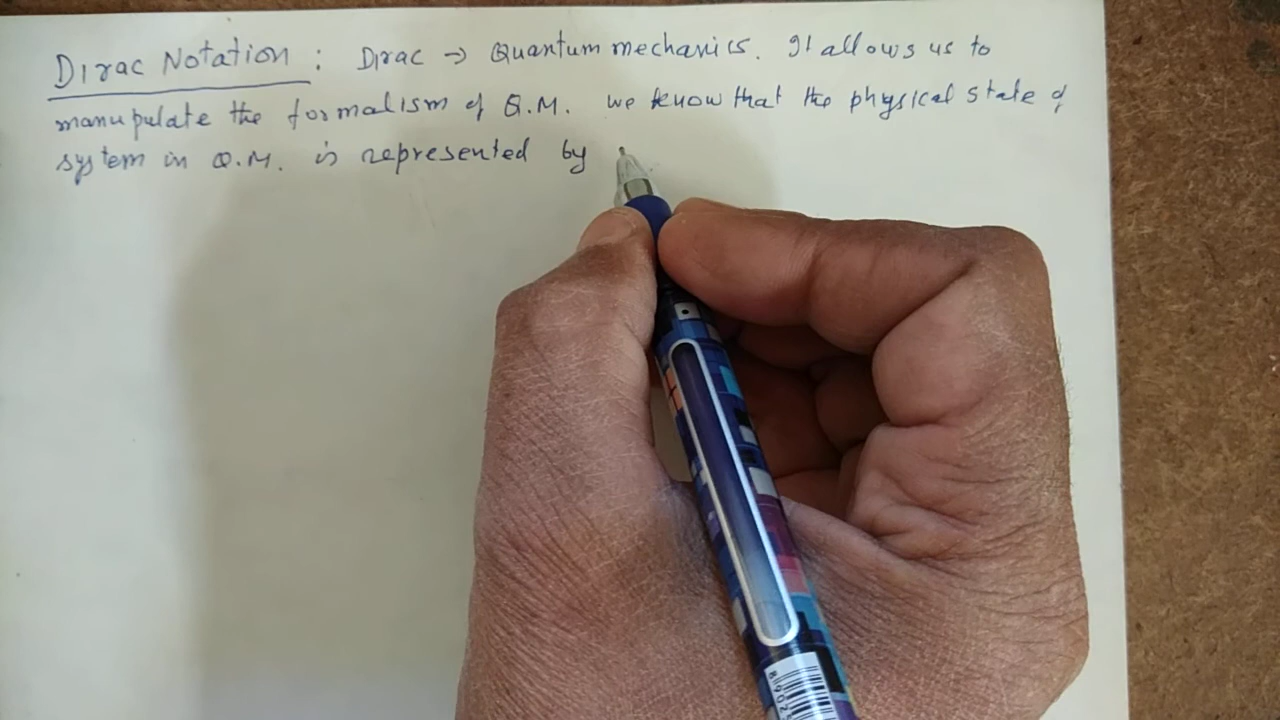 Dirac Notation : Dirac → Quantum mechanics. It allows us to
manupulate the formalism of Q.M. we know that the physical state of
system in Q.M. is represented by
8902